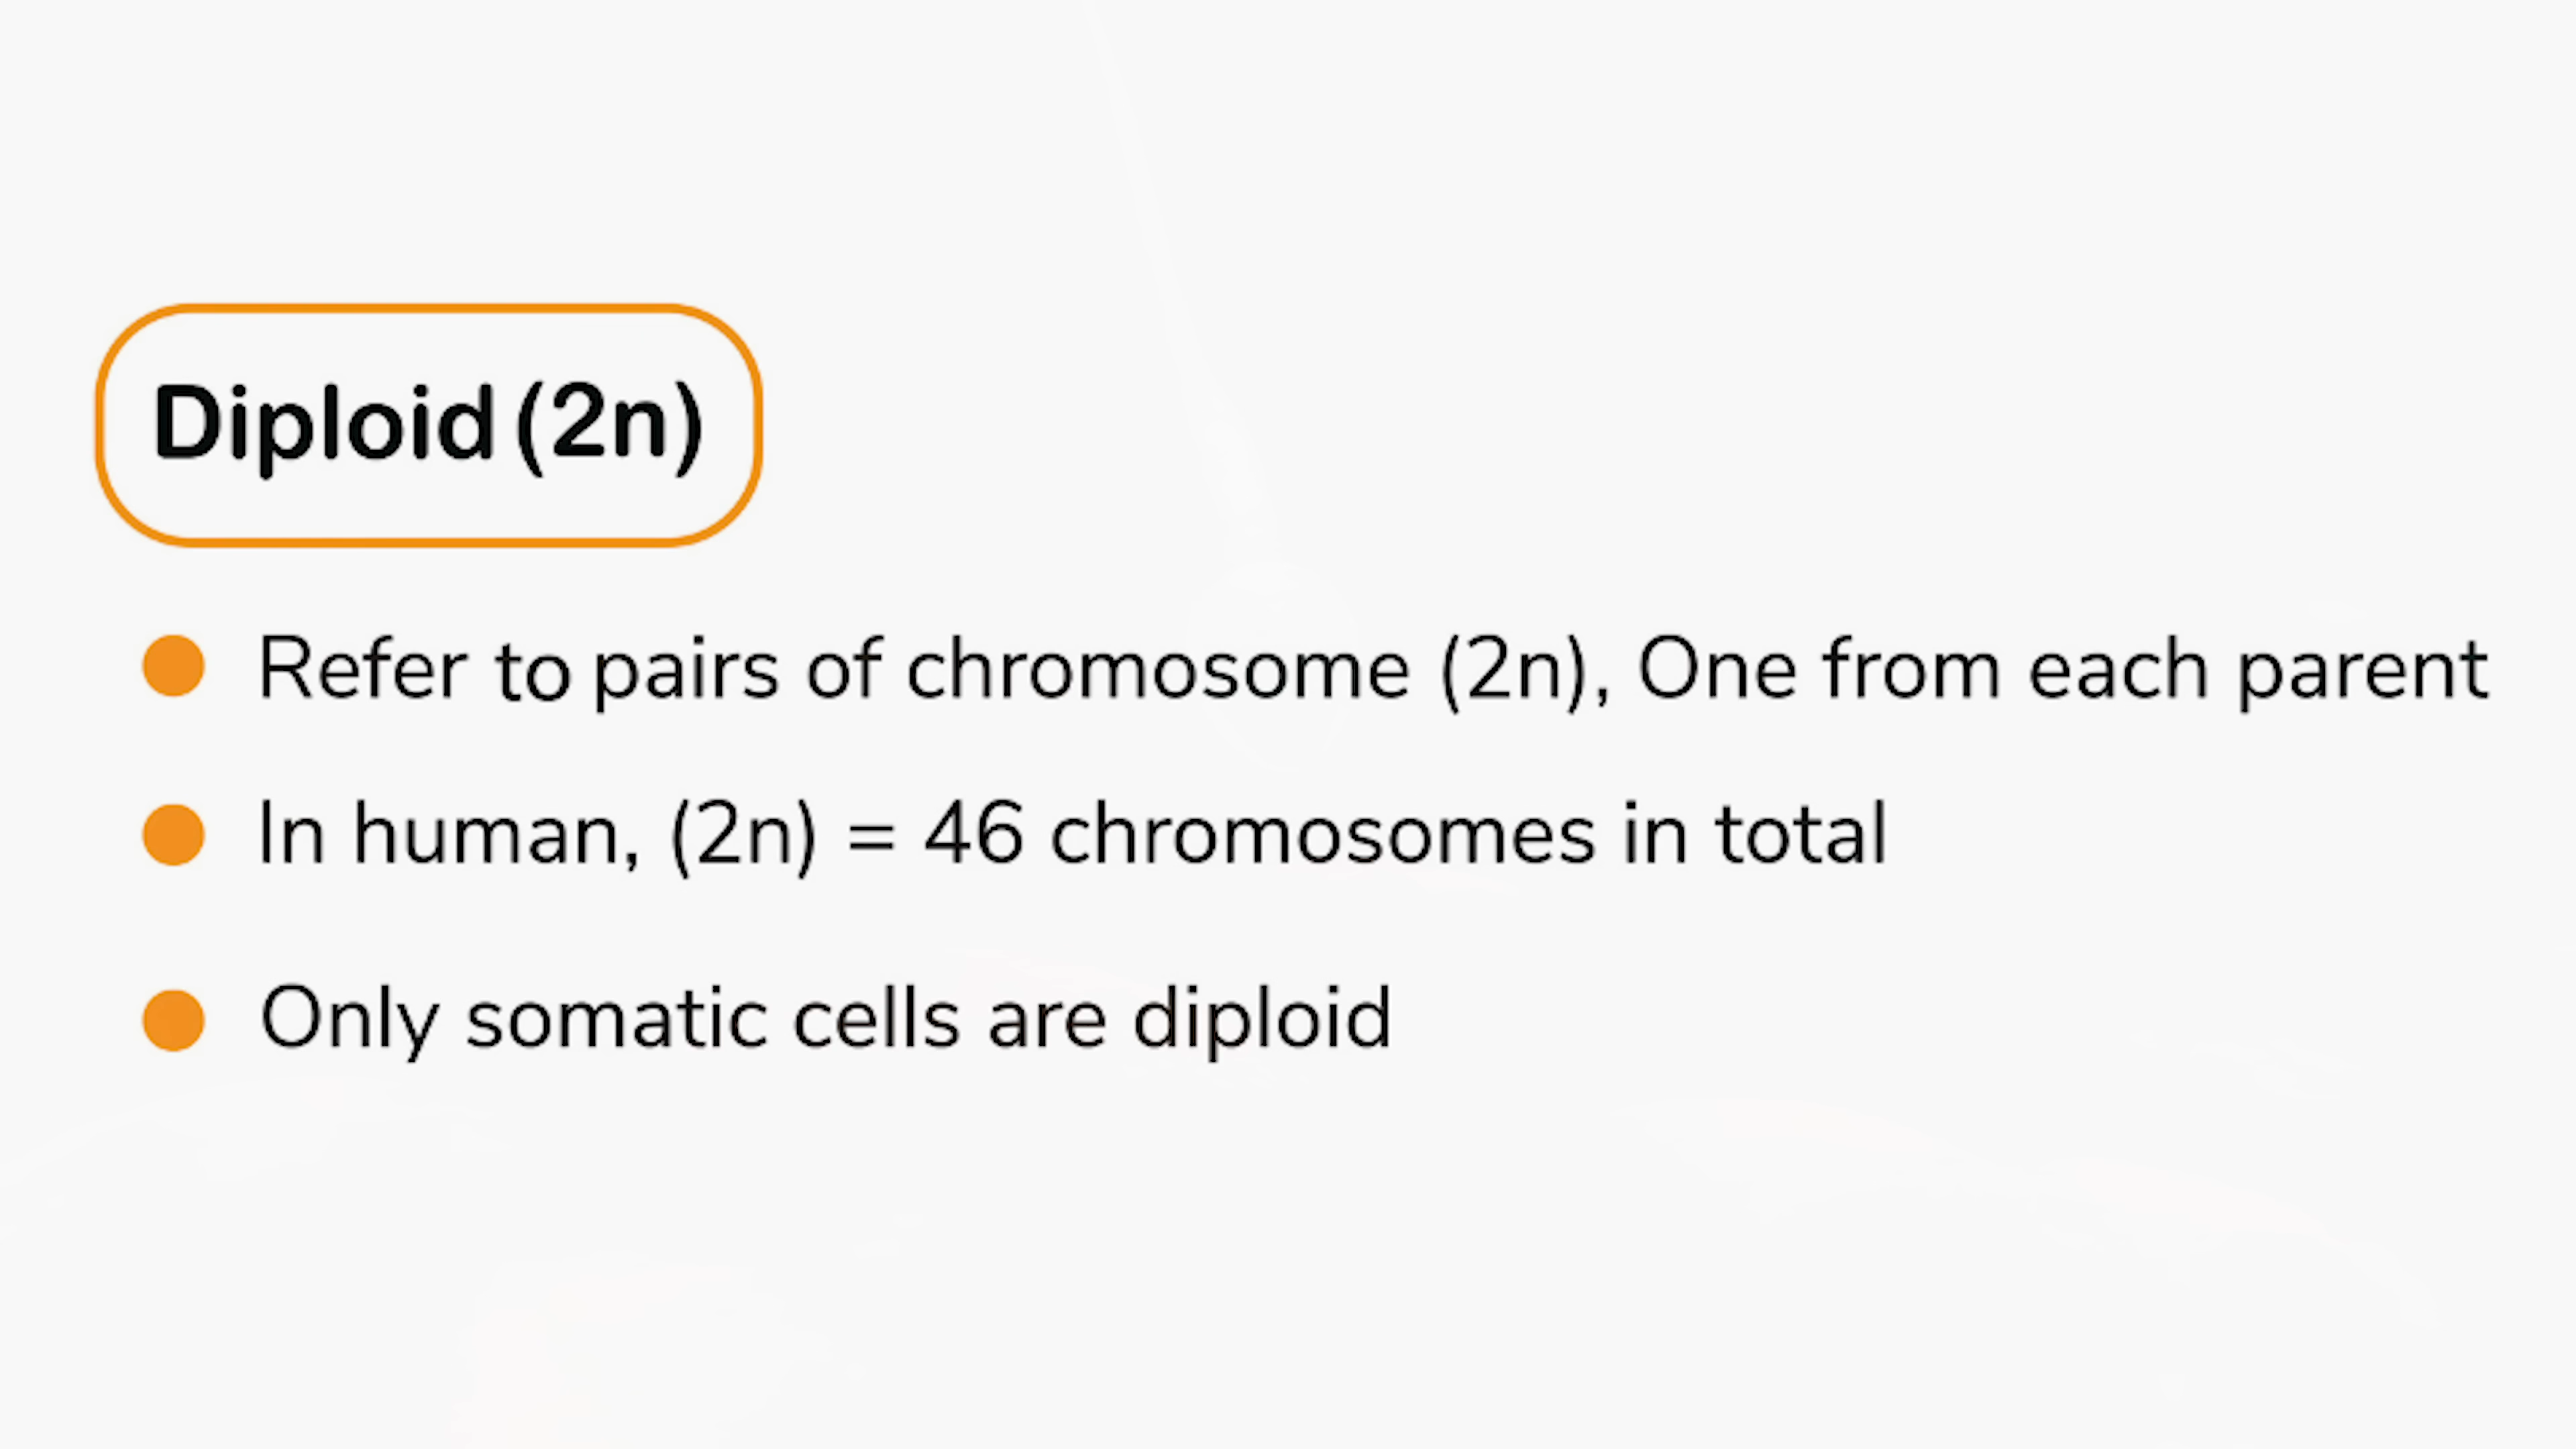 Diploid (2n)
Refer to pairs of chromosome (2n), One from each parent
In human, (2n) = 46 chromosomes in total
Only somatic cells are diploid